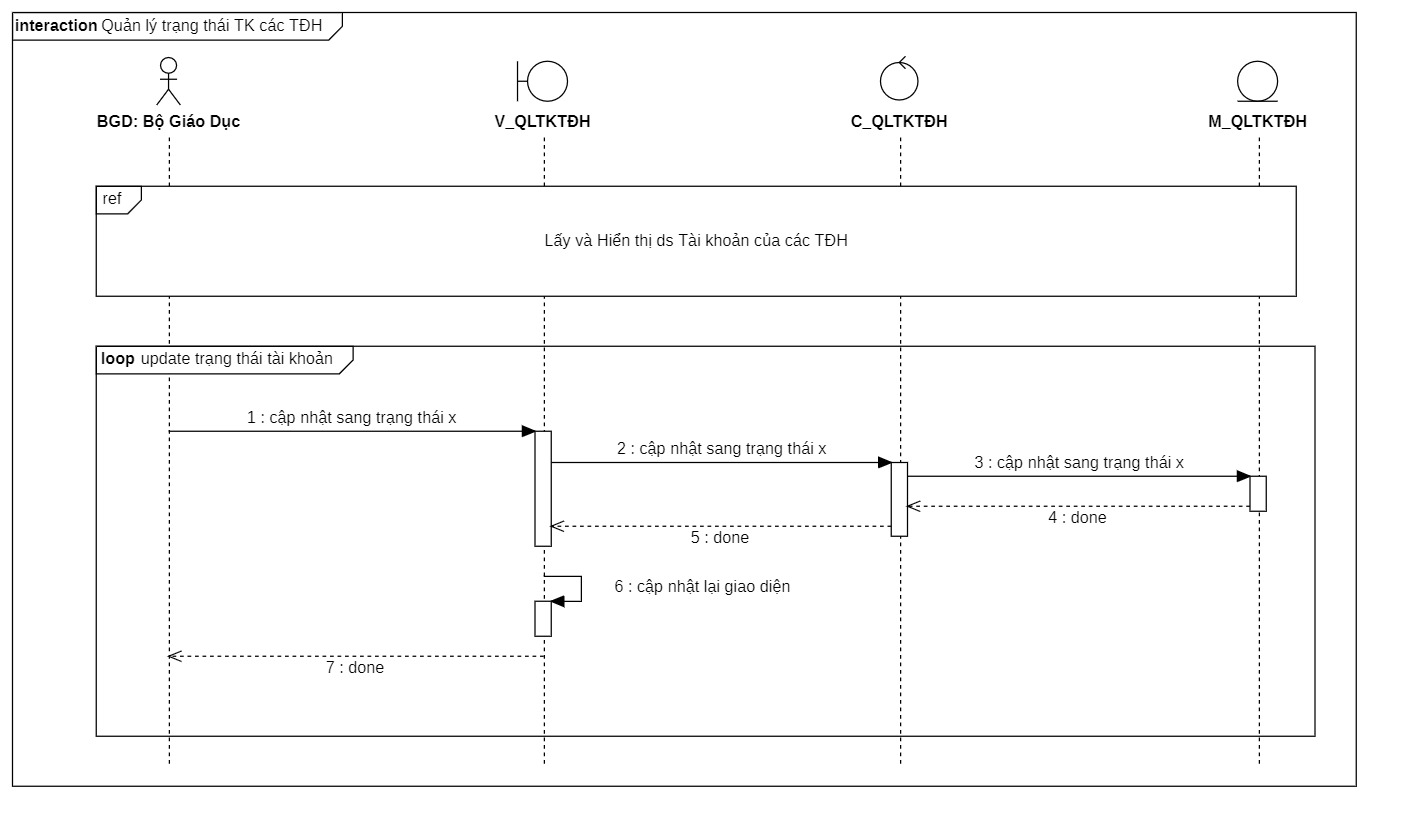 interaction Quản lý trạng thái TK các TĐH
BGD: Bộ Giáo Dục
V_QLTKTĐH
C_QLTKTĐH
M_QLTKTĐH
ref
Lấy và Hiển thị ds Tài khoản của các TĐH
loop update trạng thái tài khoản
1 : cập nhật sang trạng thái x
2 : cập nhật sang trạng thái x
3 : cập nhật sang trạng thái x
4 : done
5 : done
6 : cập nhật lại giao diện
7 : done